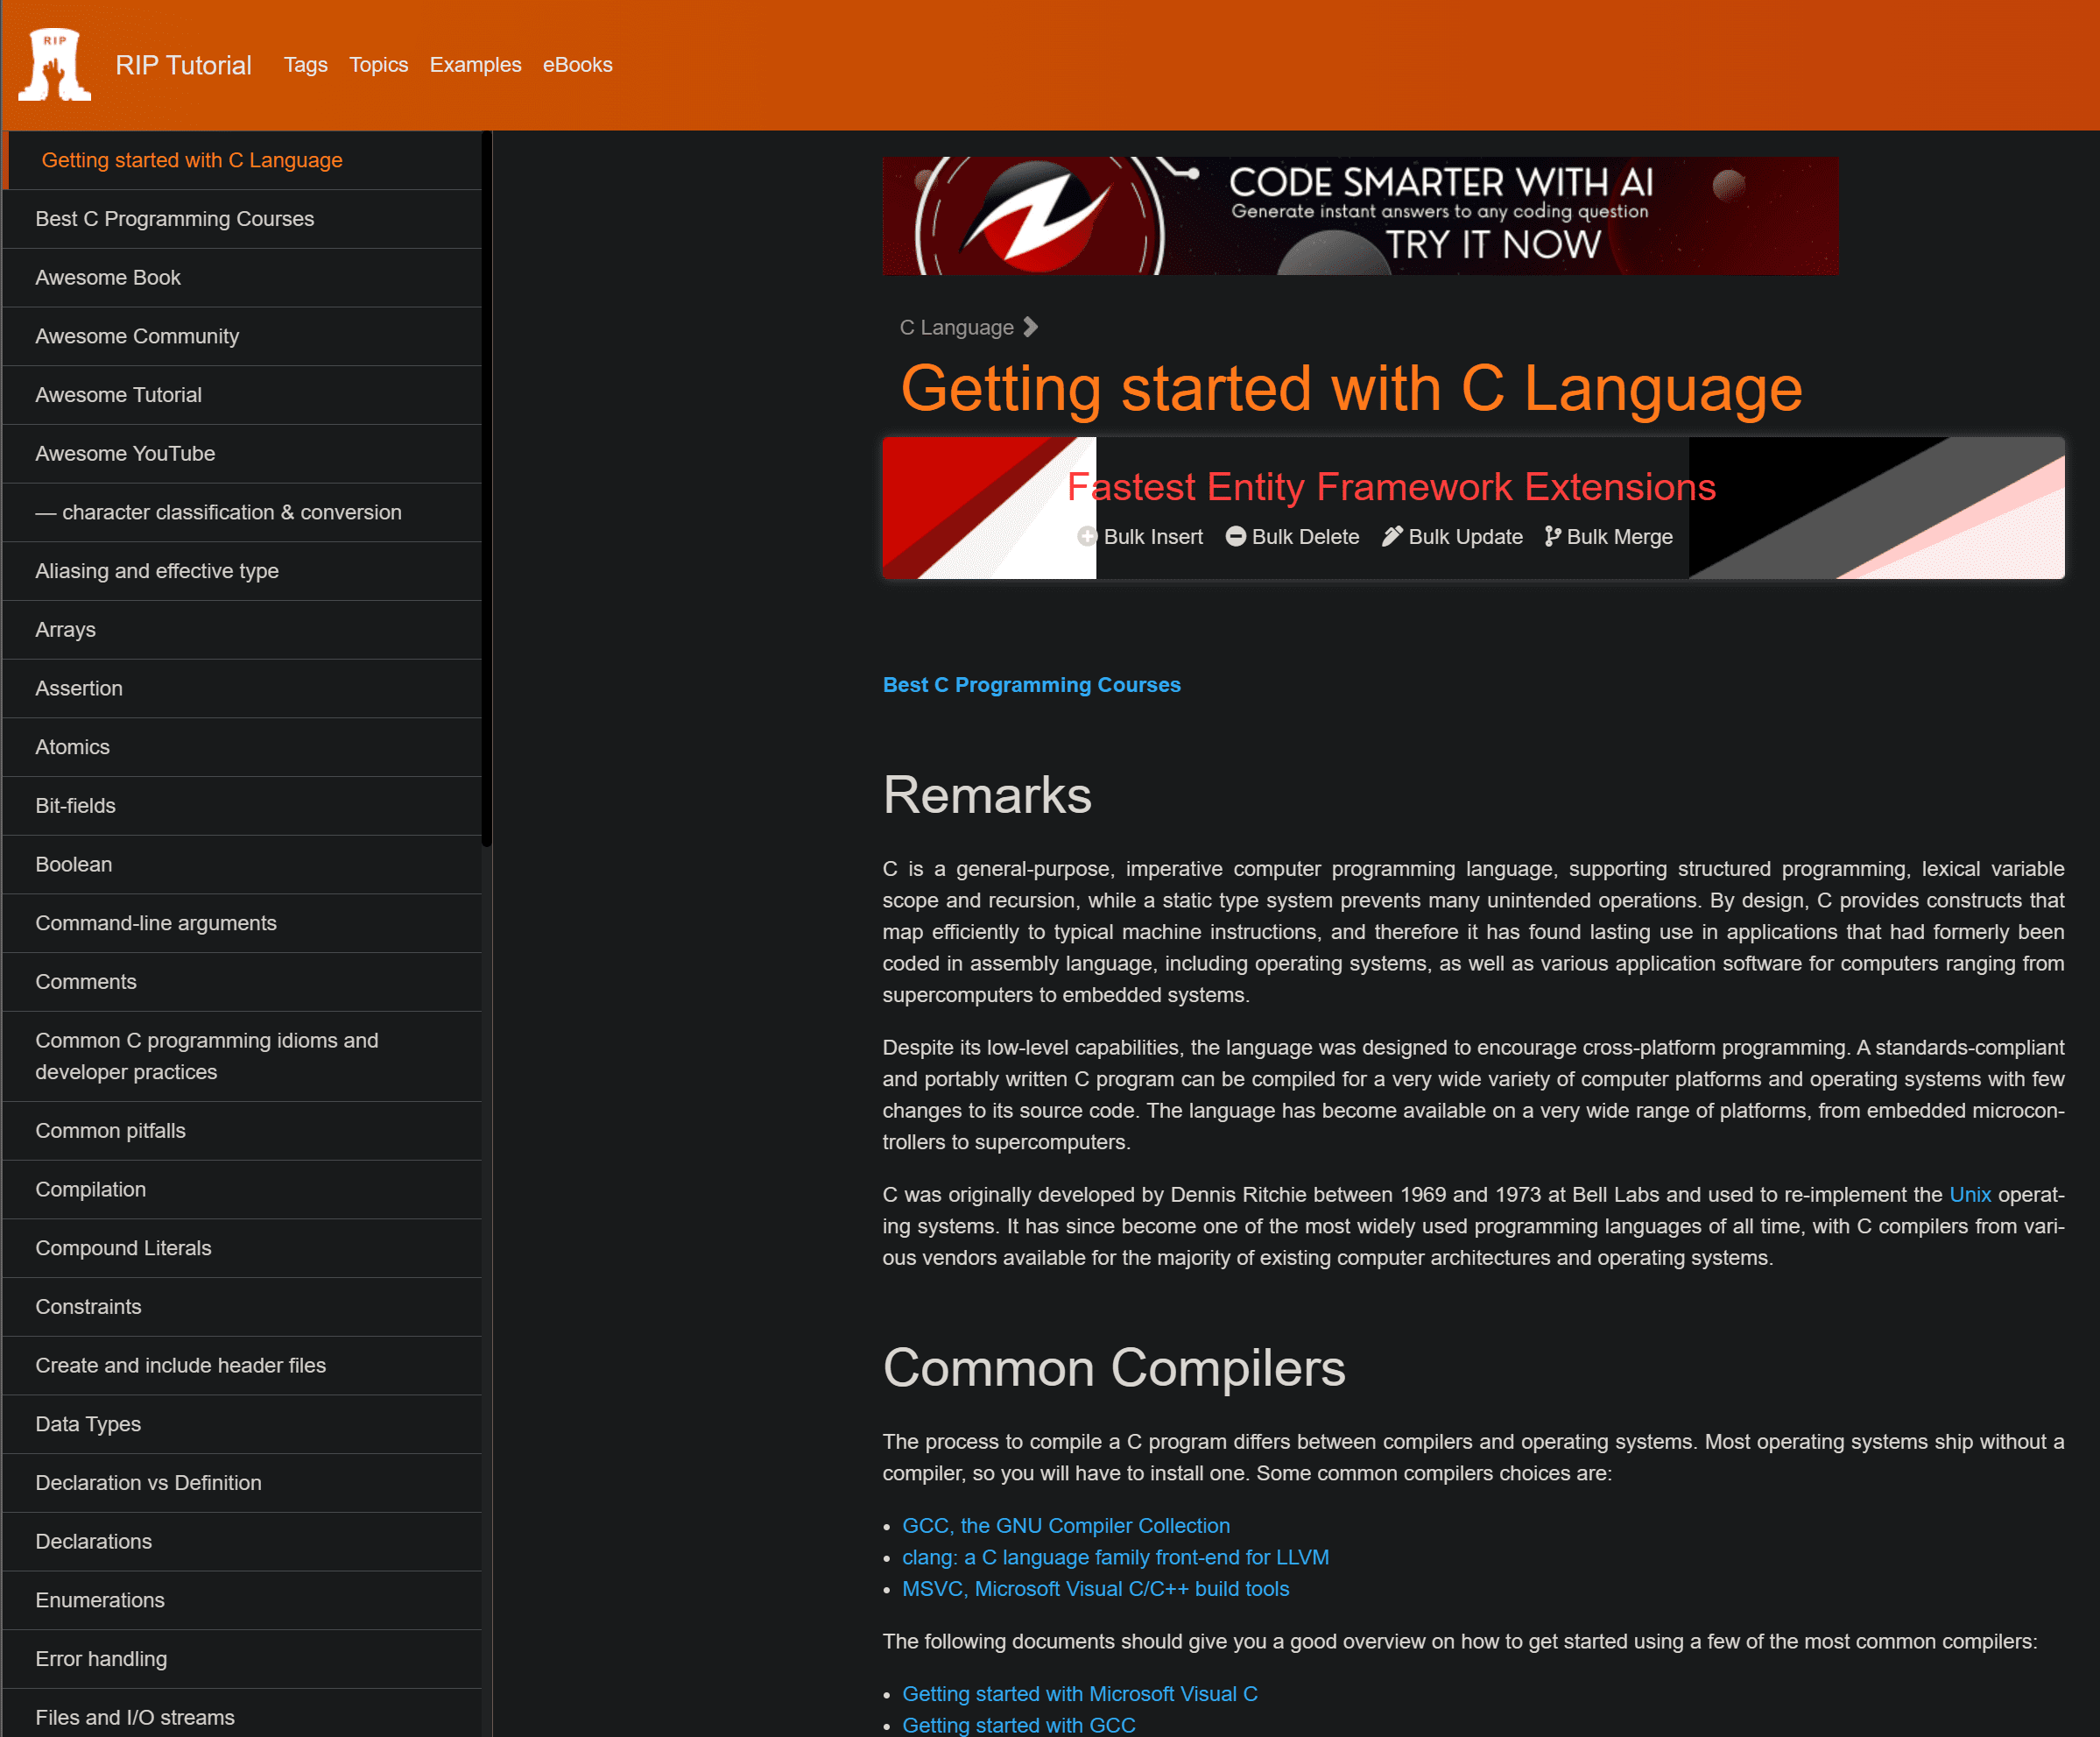 RIP
RIP Tutorial Tags Topics Examples eBooks
Getting started with C Language
Best C Programming Courses
Awesome Book
Awesome Community
Awesome Tutorial
Awesome YouTube
— character classification & conversion
Aliasing and effective type
Arrays
Assertion
Atomics
Bit-fields
Boolean
Command-line arguments
Comments
Common C programming idioms and
developer practices
Common pitfalls
Compilation
Compound Literals
Constraints
Create and include header files
Data Types
Declaration vs Definition
Declarations
Enumerations
Error handling
Files and I/O streams
CODE SMARTER WITH AI
Generate instant answers to any coding question
TRY IT NOW
C Language
Getting started with C Language
Fastest Entity Framework Extensions
Bulk Insert Bulk Delete Bulk Update Bulk Merge
Best C Programming Courses
Remarks
C is a general-purpose, imperative computer programming language, supporting structured programming, lexical variable
scope and recursion, while a static type system prevents many unintended operations. By design, C provides constructs that
map efficiently to typical machine instructions, and therefore it has found lasting use in applications that had formerly been
coded in assembly language, including operating systems, as well as various application software for computers ranging from
supercomputers to embedded systems.
Despite its low-level capabilities, the language was designed to encourage cross-platform programming. A standards-compliant
and portably written C program can be compiled for a very wide variety of computer platforms and operating systems with few
changes to its source code. The language has become available on a very wide range of platforms, from embedded microcon-
trollers to supercomputers.
C was originally developed by Dennis Ritchie between 1969 and 1973 at Bell Labs and used to re-implement the Unix operat-
ing systems. It has since become one of the most widely used programming languages of all time, with C compilers from vari-
ous vendors available for the majority of existing computer architectures and operating systems.
Common Compilers
The process to compile a C program differs between compilers and operating systems. Most operating systems ship without a
compiler, so you will have to install one. Some common compilers choices are:
• GCC, the GNU Compiler Collection
• clang: a C language family front-end for LLVM
• MSVC, Microsoft Visual C/C++ build tools
The following documents should give you a good overview on how to get started using a few of the most common compilers:
• Getting started with Microsoft Visual C
• Getting started with GCC